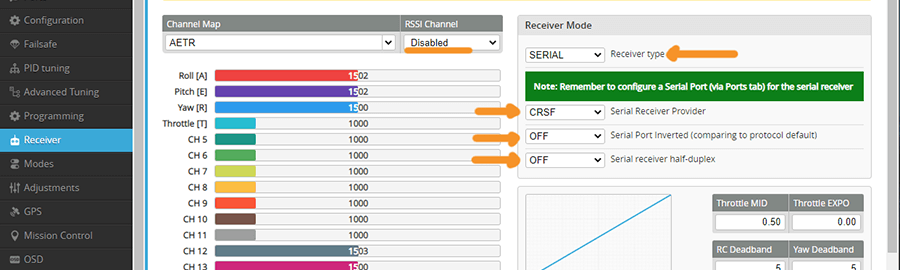 Configuration
Failsafe
PID tuning
Advanced Tuning
Programming
Receiver
Modes
Adjustments
GPS
Mission Control
OSD
Channel Map
RSSI Channel
AETR
Disabled
Roll [A] 1502
Pitch [E] 1502
Yaw [R] 1500
Throttle [T] 1000
CH 5 1000
CH 6 1000
CH 7 1000
CH 8 1000
CH 9 1000
CH 10 1000
CH 11 1000
CH 12 1503
CH 13 1500
Receiver Mode
SERIAL Receiver type
Note: Remember to configure a Serial Port (via Ports tab) for the serial receiver
CRSF Serial Receiver Provider
OFF Serial Port Inverted (comparing to protocol default)
OFF Serial receiver half-duplex
Throttle MID Throttle EXPO
0.50 0.00
RC Deadband Yaw Deadband
5 5